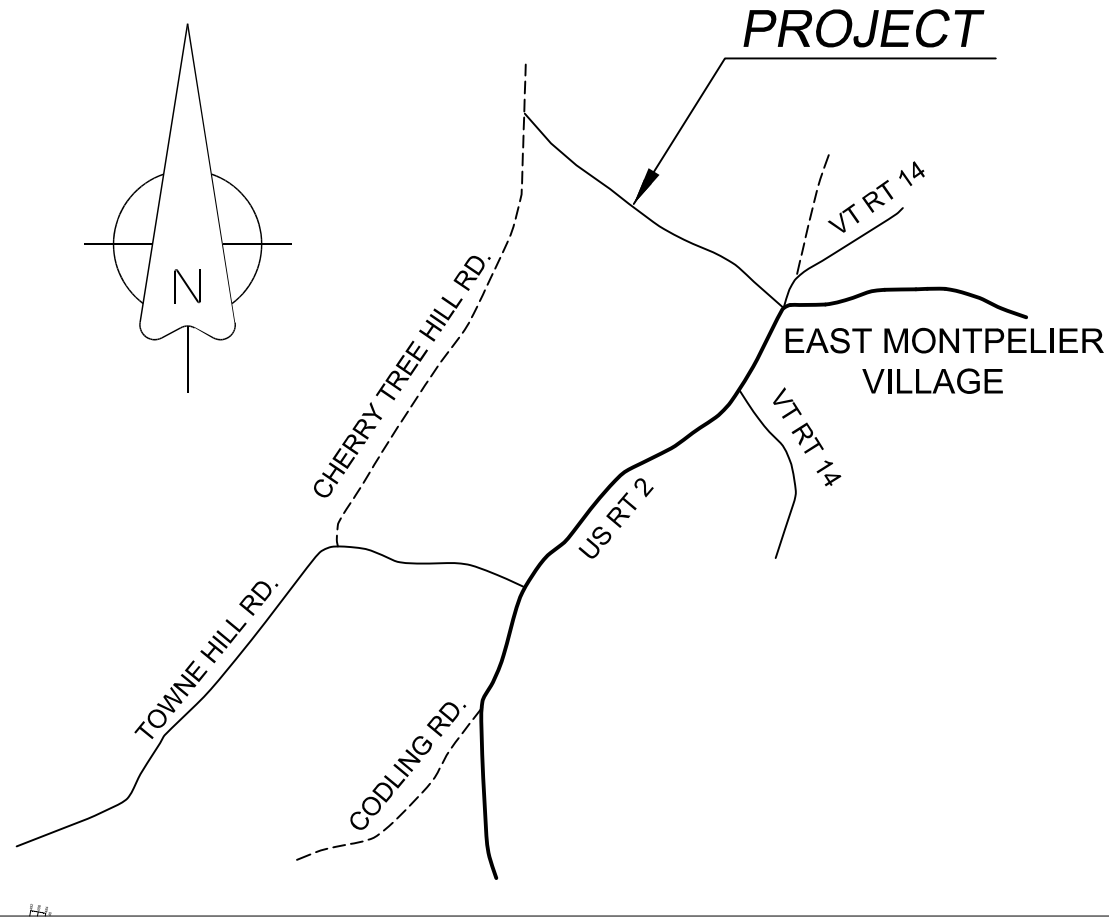 PROJECT
VT RT 14
EAST MONTPELIER
VILLAGE
CHERRY TREE HILL RD.
N
VT RT 14
US RT 2
TOWNE HILL RD.
CODLING RD.